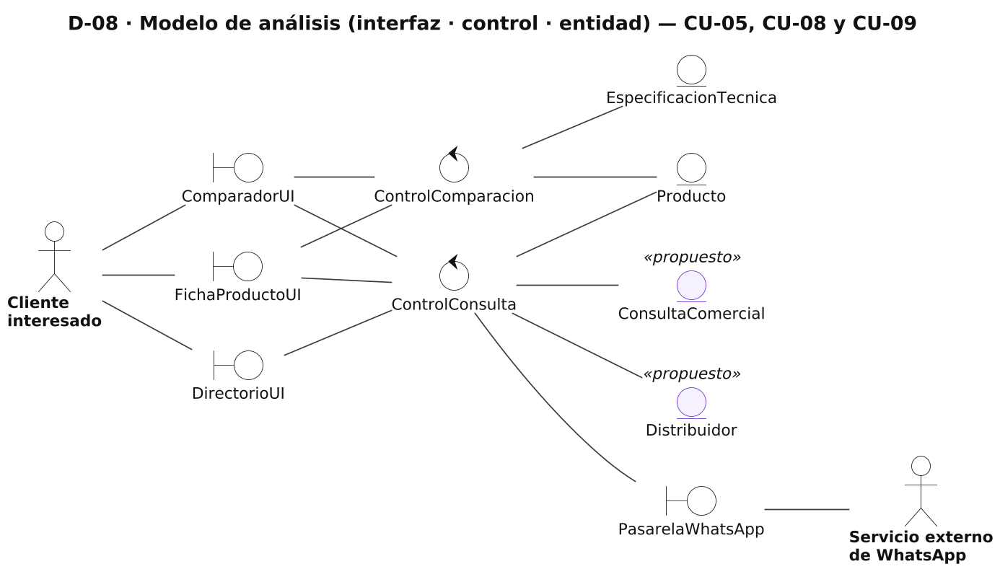 D-08 · Modelo de análisis (interfaz · control · entidad) — CU-05, CU-08 y CU-09
EspecificacionTecnica
ComparadorUI
ControlComparacion
Producto
«propuesto»
FichaProductoUI
Cliente
interesado
ControlConsulta
ConsultaComercial
«propuesto»
DirectorioUI
Distribuidor
PasarelaWhatsApp
Servicio externo
de WhatsApp